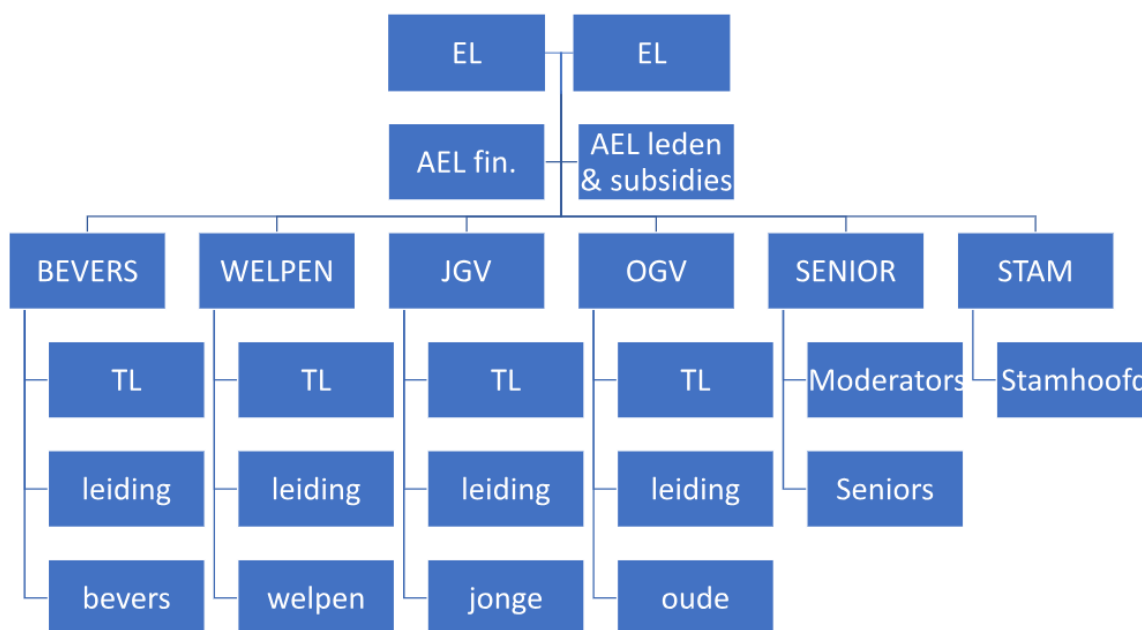 EL
EL
AEL fin.
AEL leden
& subsidies
BEVERS
WELPEN
JGV
OGV
SENIOR
STAM
TL
TL
TL
TL
Moderators
Stamhoofd
leiding
leiding
leiding
leiding
Seniors
bevers
welpen
jonge
oude